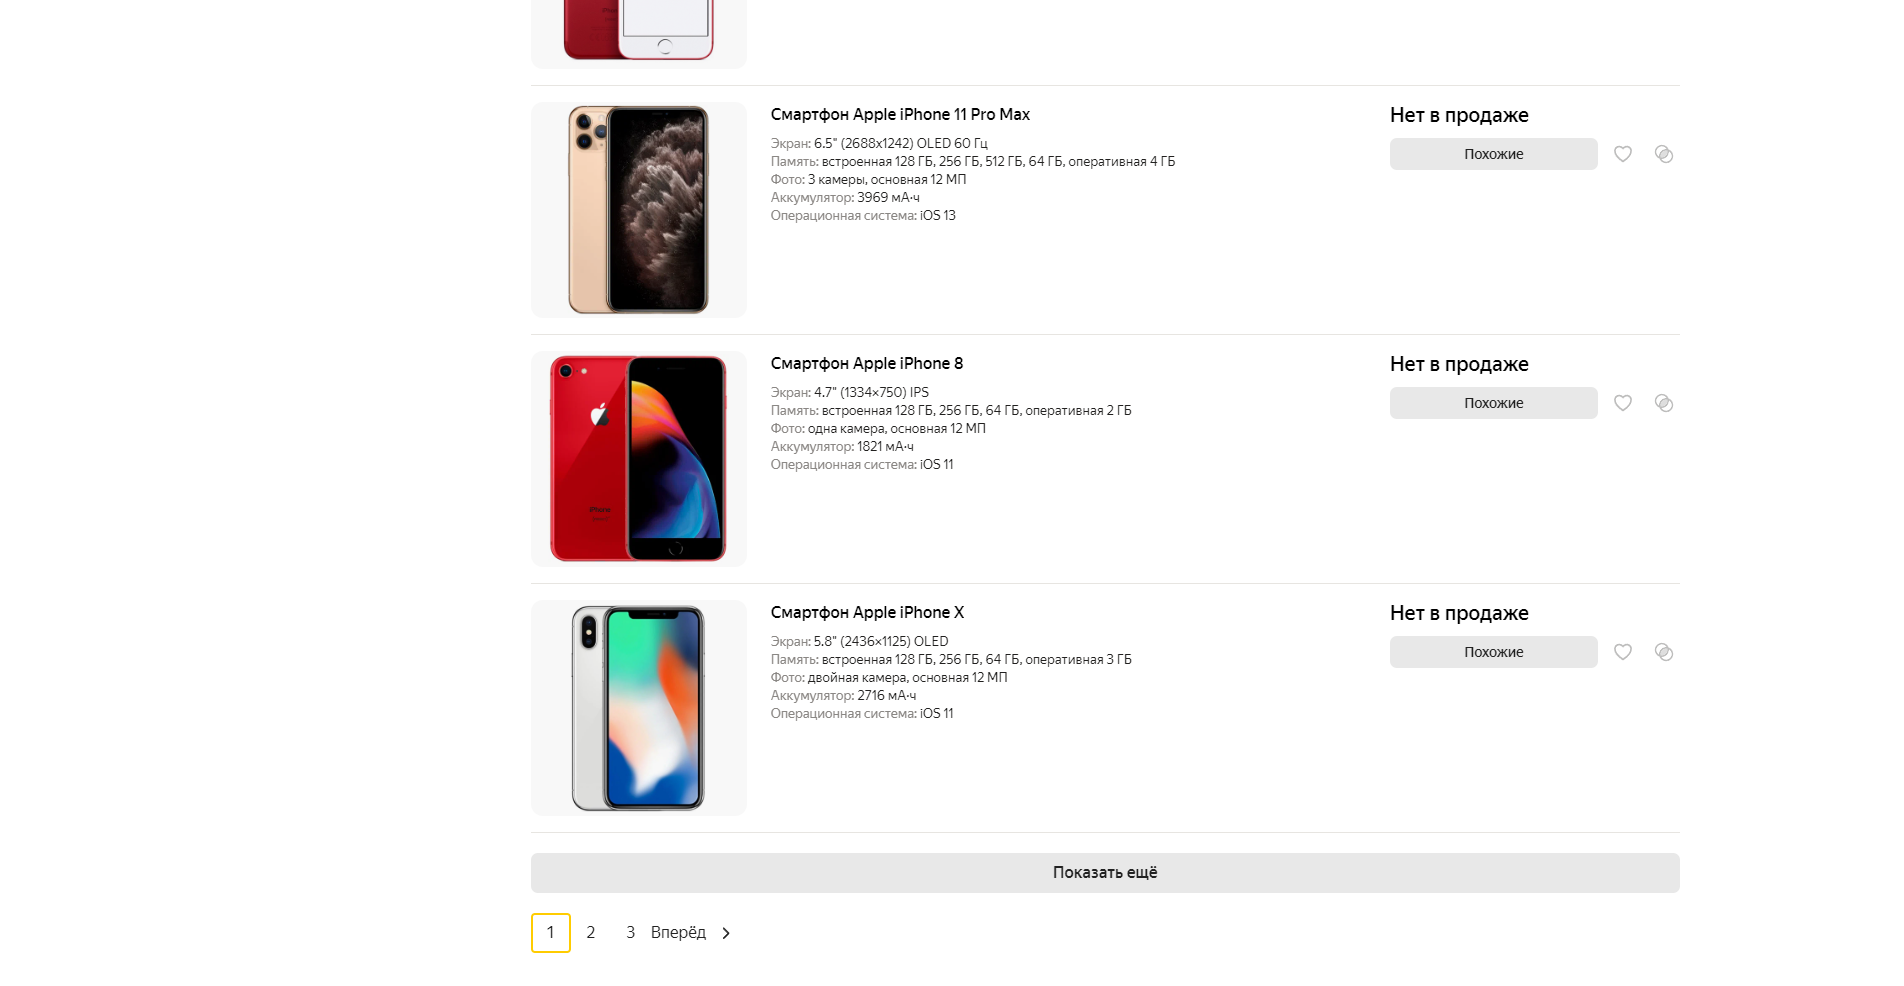 Смартфон Apple iPhone 11 Pro Max
Нет в продаже
Экран: 6.5" (2688x1242) OLED 60 Гц
Похожие
Память: встроенная 128 ГБ, 256 ГБ, 512 ГБ, 64 ГБ, оперативная 4 ГБ
Фото: 3 камеры, основная 12 МП
Аккумулятор: 3969 мА·ч
Операционная система: iOS 13
Смартфон Apple iPhone 8
Нет в продаже
Экран: 4.7" (1334×750) IPS
Похожие
Память: встроенная 128 ГБ, 256 ГБ, 64 ГБ, оперативная 2 ГБ
Фото: одна камера, основная 12 МП
Аккумулятор: 1821 мА·ч
Операционная система: iOS 11
iPhone
Смартфон Apple iPhone X
Нет в продаже
Экран: 5.8" (2436×1125) OLED
Похожие
Память: встроенная 128 ГБ, 256 ГБ, 64 ГБ, оперативная 3 ГБ
Фото: двойная камера, основная 12 МП
Аккумулятор: 2716 мА·ч
Операционная система: iOS 11
Показать ещё
1 2 3 Вперёд